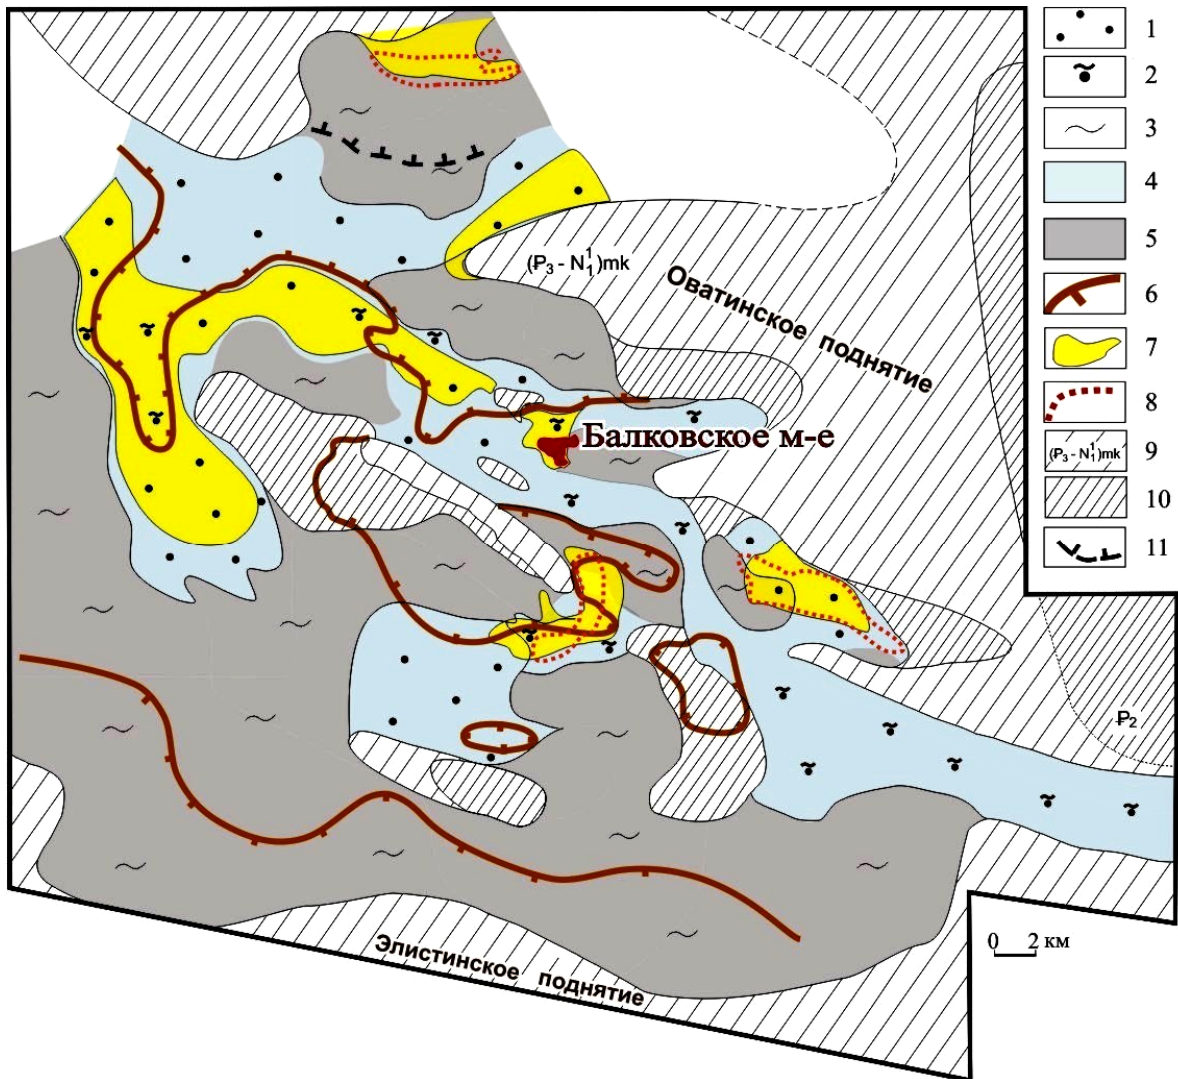 1
2
3
4
5
6
7
8
(P₃ - N₁¹)mk 9
10
11
(P₃ - N₁¹)mk
Оватинское поднятие
Балковское м-е
P₂
0 2 км
Элистинское поднятие